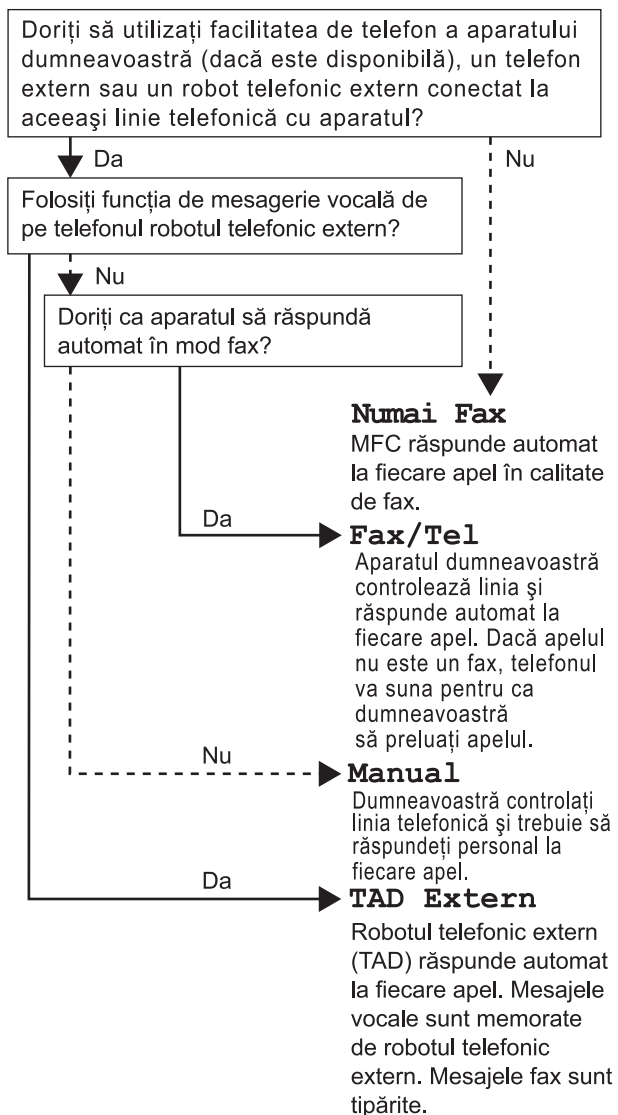 Doriți să utilizați facilitatea de telefon a aparatului
dumneavoastră (dacă este disponibilă), un telefon
extern sau un robot telefonic extern conectat la
aceeaşi linie telefonică cu aparatul?
Da
Nu
Folosiți funcția de mesagerie vocală de
pe telefonul robotul telefonic extern?
Nu
Doriți ca aparatul să răspundă
automat în mod fax?
Numai Fax
MFC răspunde automat
la fiecare apel în calitate
de fax.
Da
Fax/Tel
Aparatul dumneavoastră
controlează linia şi
răspunde automat la
fiecare apel. Dacă apelul
nu este un fax, telefonul
va suna pentru ca
dumneavoastră
să preluați apelul.
Nu
Manual
Dumneavoastră controlați
linia telefonică şi trebuie să
răspundeți personal la
fiecare apel.
Da
TAD Extern
Robotul telefonic extern
(TAD) răspunde automat
la fiecare apel. Mesajele
vocale sunt memorate
de robotul telefonic
extern. Mesajele fax sunt
tipărite.